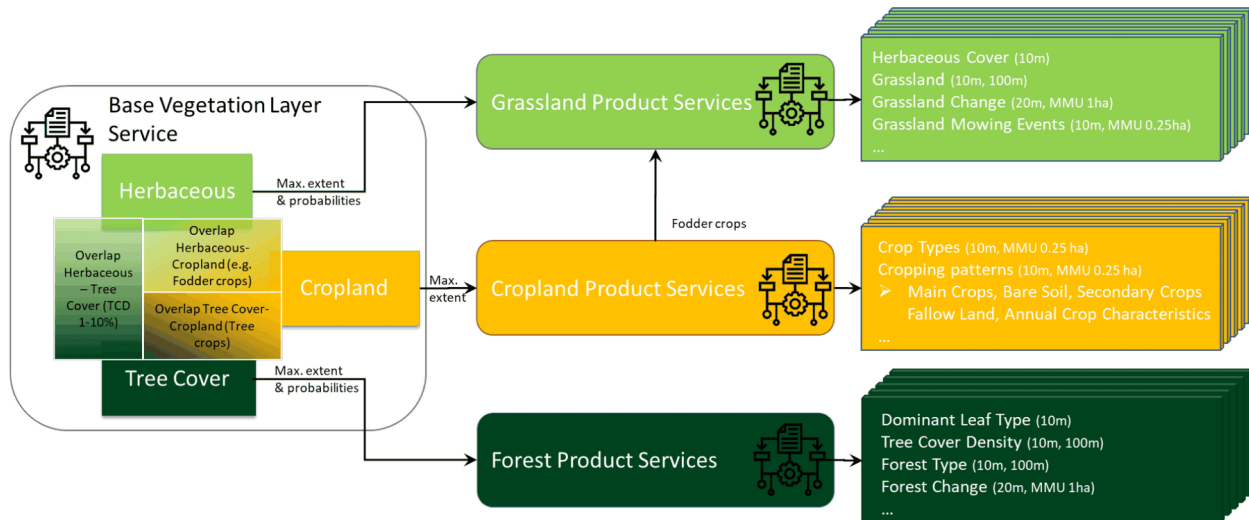 Base Vegetation Layer
Service
Herbaceous
Max. extent
& probabilities
Overlap
Herbaceous
– Tree
Cover (TCD
1-10%)
Overlap
Herbaceous-
Cropland (e.g.
Fodder crops)
Overlap Tree Cover-
Cropland (Tree
crops)
Cropland
Max.
extent
Tree Cover
Max. extent
& probabilities
Grassland Product Services
Fodder crops
Cropland Product Services
Forest Product Services
Herbaceous Cover (10m)
Grassland (10m, 100m)
Grassland Change (20m, MMU 1ha)
Grassland Mowing Events (10m, MMU 0.25ha)
...
Crop Types (10m, MMU 0.25 ha)
Cropping patterns (10m, MMU 0.25 ha)
➢ Main Crops, Bare Soil, Secondary Crops
Fallow Land, Annual Crop Characteristics
...
Dominant Leaf Type (10m)
Tree Cover Density (10m, 100m)
Forest Type (10m, 100m)
Forest Change (20m, MMU 1ha)
...